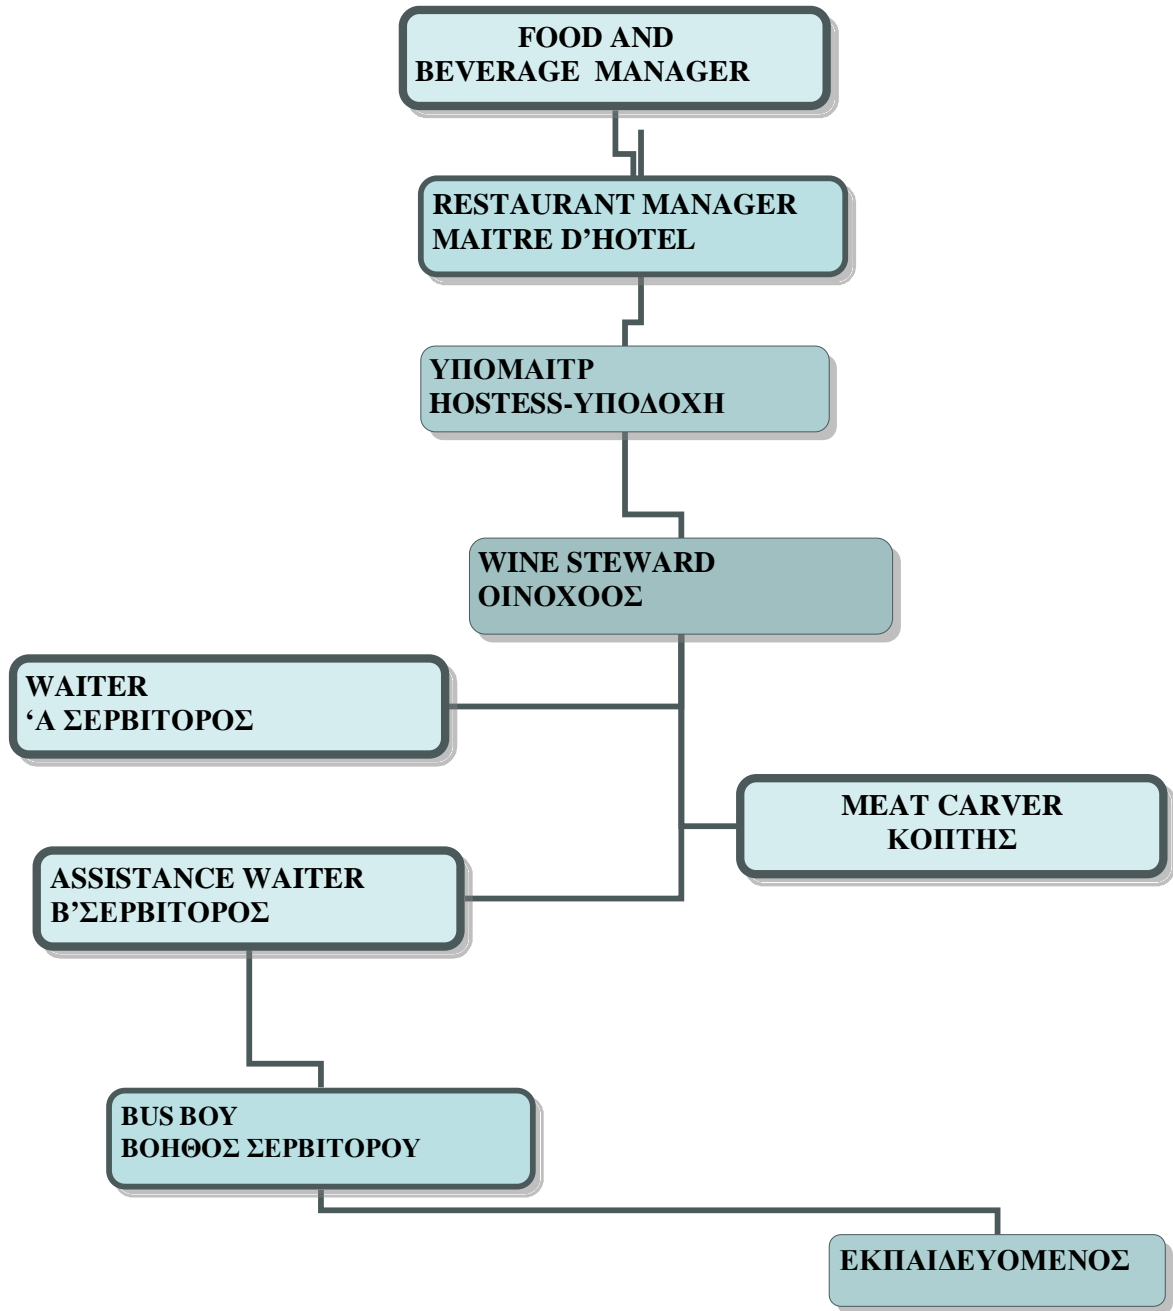 FOOD AND
BEVERAGE MANAGER
RESTAURANT MANAGER
MAITRE D’HOTEL
ΥΠΟΜΑΙΤΡ
HOSTESS-ΥΠΟΔΟΧΗ
WINE STEWARD
ΟΙΝΟΧΟΟΣ
WAITER
‘Α ΣΕΡΒΙΤΟΡΟΣ
MEAT CARVER
ΚΟΠΤΗΣ
ASSISTANCE WAITER
Β’ΣΕΡΒΙΤΟΡΟΣ
BUS BOY
ΒΟΗΘΟΣ ΣΕΡΒΙΤΟΡΟΥ
ΕΚΠΑΙΔΕΥΟΜΕΝΟΣ